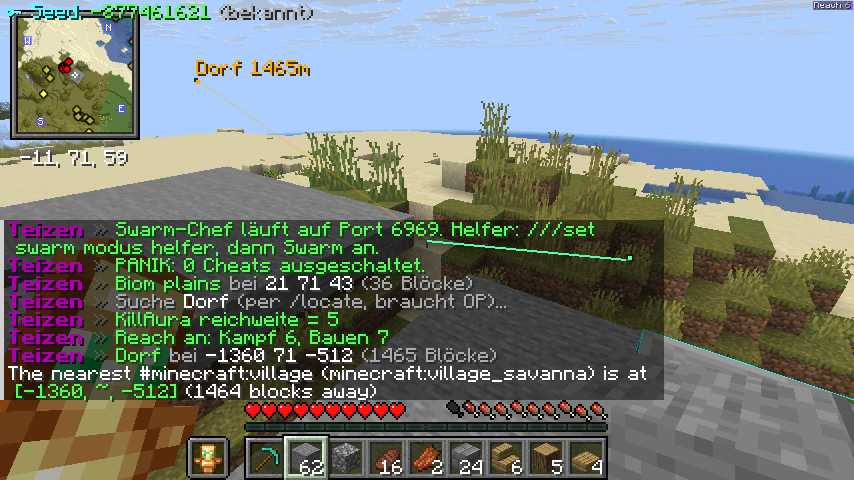 Seed -877461621 (bekannt)
Reach 6
N
W
Dorf 1465m
E
S
-11, 71, 59
Teizen » Swarm-Chef läuft auf Port 6969. Helfer: ///set
swarm modus helfer, dann Swarm an.
Teizen » PANIK: 0 Cheats ausgeschaltet.
Teizen » Biom plains bei 21 71 43 (36 Blöcke)
Teizen » Suche Dorf (per /locate, braucht OP)...
Teizen » KillAura reichweite = 5
Teizen » Reach an: Kampf 6, Bauen 7
Teizen » Dorf bei -1360 71 -512 (1465 Blöcke)
The nearest #minecraft:village (minecraft:village_savanna) is at
[-1360, ~, -512] (1464 blocks away)
62 16 2 24 6 5 4